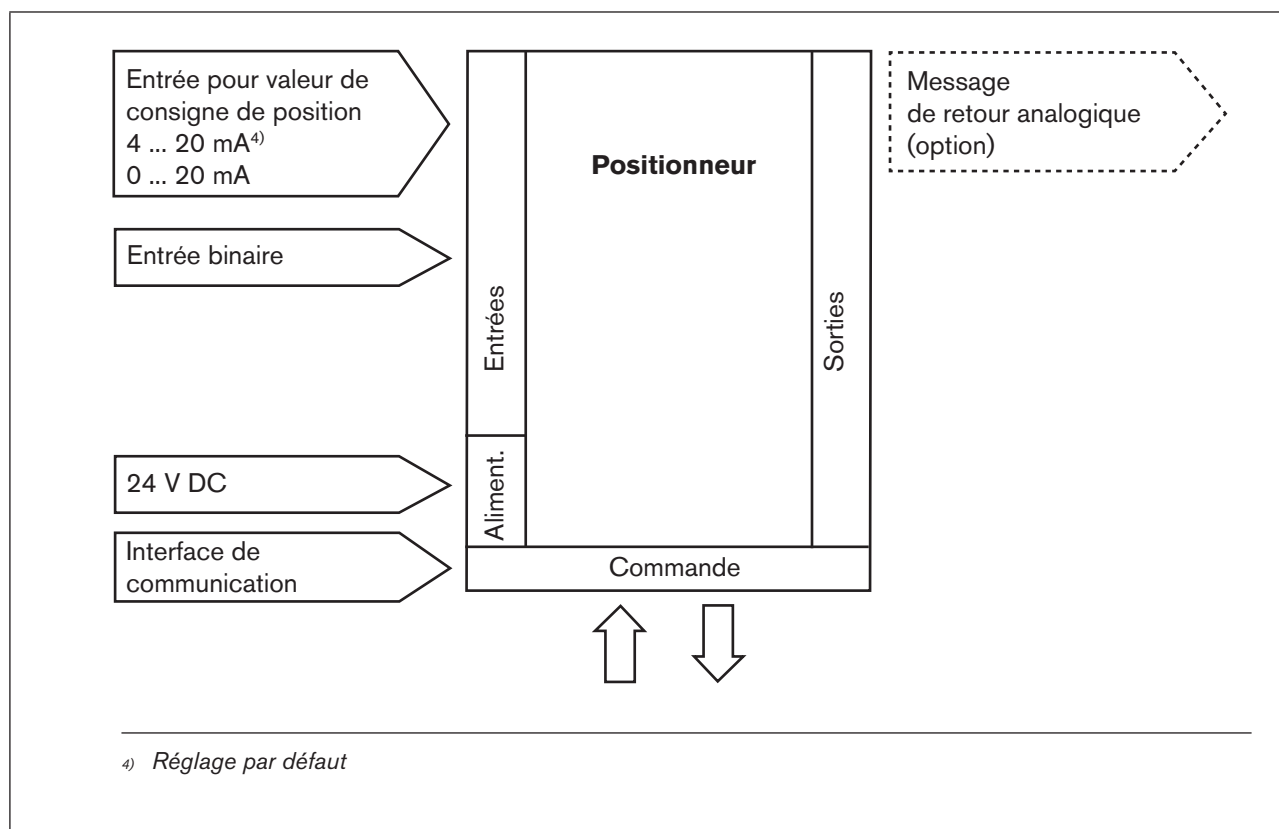 Entrée pour valeur de
consigne de position
4 ... 20 mA4)
0 ... 20 mA
Entrée binaire
24 V DC
Interface de
communication
Entrées
Aliment.
Positionneur
Sorties
Commande
Message
de retour analogique
(option)
4) Réglage par défaut